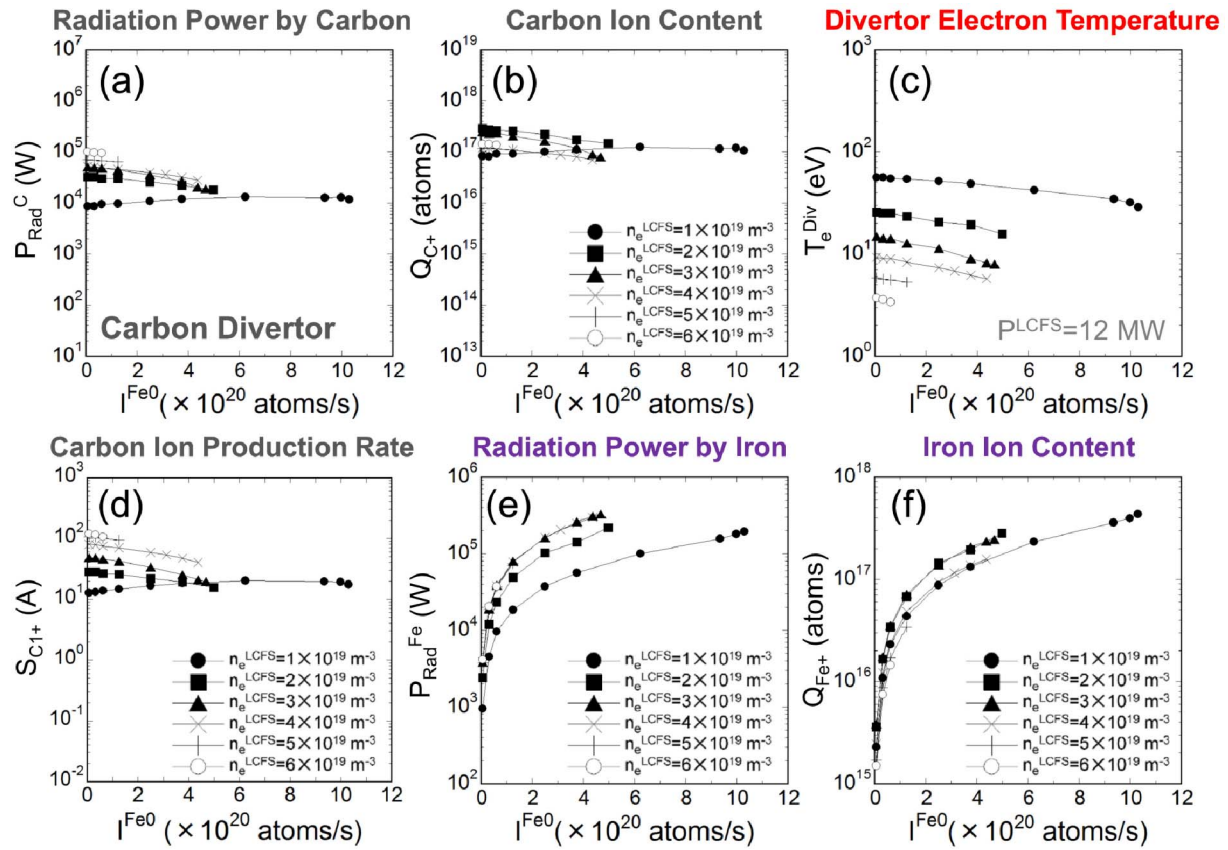 Radiation Power by Carbon
Carbon Ion Content
Divertor Electron Temperature
(a)
P_Rad^C (W)
10^7
10^6
10^5
10^4
10^3
10^2
10^1
Carbon Divertor
0 2 4 6 8 10 12
I^Fe0 (×10^20 atoms/s)
(b)
Q_C+ (atoms)
10^19
10^18
10^17
10^16
10^15
10^14
10^13
n_e^LCFS=1×10^19 m^-3
n_e^LCFS=2×10^19 m^-3
n_e^LCFS=3×10^19 m^-3
n_e^LCFS=4×10^19 m^-3
n_e^LCFS=5×10^19 m^-3
n_e^LCFS=6×10^19 m^-3
0 2 4 6 8 10 12
I^Fe0 (×10^20 atoms/s)
(c)
T_e^Div (eV)
10^3
10^2
10^1
10^0
P^LCFS=12 MW
0 2 4 6 8 10 12
I^Fe0 (×10^20 atoms/s)
Carbon Ion Production Rate
Radiation Power by Iron
Iron Ion Content
(d)
S_C1+ (A)
10^3
10^2
10^1
10^0
10^-1
10^-2
n_e^LCFS=1×10^19 m^-3
n_e^LCFS=2×10^19 m^-3
n_e^LCFS=3×10^19 m^-3
n_e^LCFS=4×10^19 m^-3
n_e^LCFS=5×10^19 m^-3
n_e^LCFS=6×10^19 m^-3
0 2 4 6 8 10 12
I^Fe0 (×10^20 atoms/s)
(e)
P_Rad^Fe (W)
10^6
10^5
10^4
10^3
10^2
n_e^LCFS=1×10^19 m^-3
n_e^LCFS=2×10^19 m^-3
n_e^LCFS=3×10^19 m^-3
n_e^LCFS=4×10^19 m^-3
n_e^LCFS=5×10^19 m^-3
n_e^LCFS=6×10^19 m^-3
0 2 4 6 8 10 12
I^Fe0 (×10^20 atoms/s)
(f)
Q_Fe+ (atoms)
10^18
10^17
10^16
10^15
n_e^LCFS=1×10^19 m^-3
n_e^LCFS=2×10^19 m^-3
n_e^LCFS=3×10^19 m^-3
n_e^LCFS=4×10^19 m^-3
n_e^LCFS=5×10^19 m^-3
n_e^LCFS=6×10^19 m^-3
0 2 4 6 8 10 12
I^Fe0 (×10^20 atoms/s)